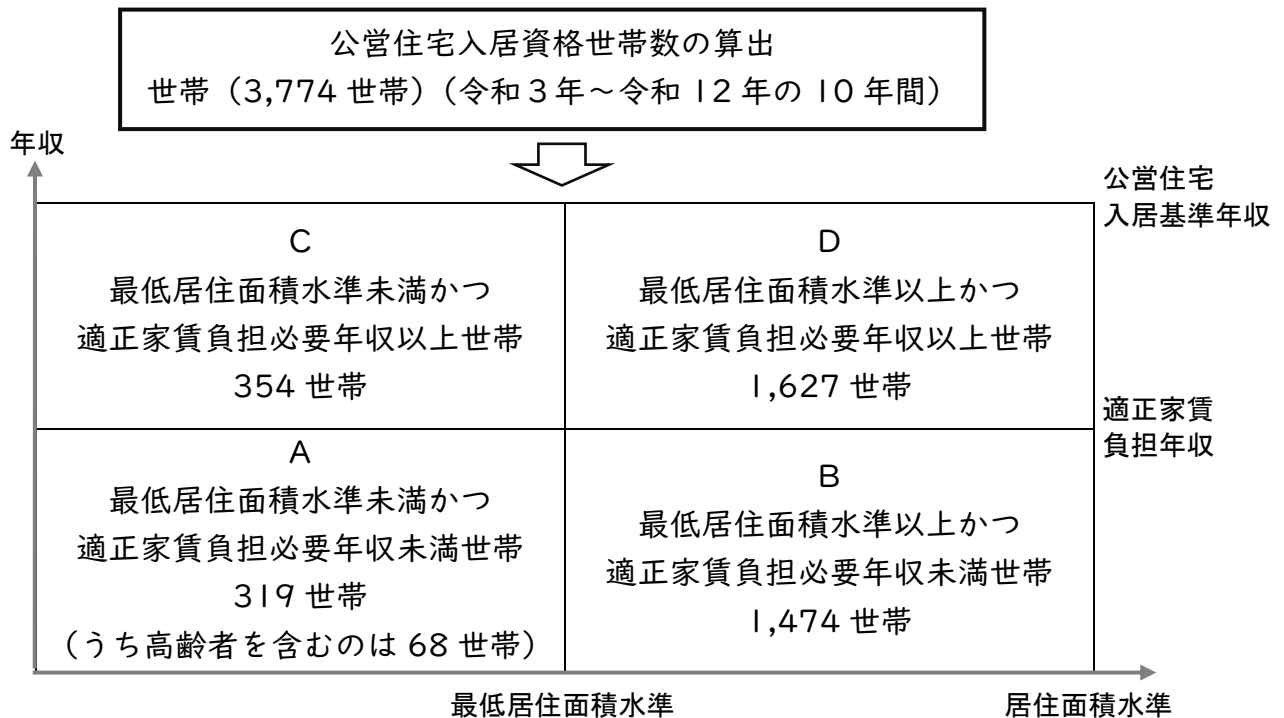 公営住宅入居資格世帯数の算出
世帯（3,774 世帯）（令和３年～令和 12 年の 10 年間）
年収
公営住宅
入居基準年収
C
最低居住面積水準未満かつ
適正家賃負担必要年収以上世帯
354 世帯
D
最低居住面積水準以上かつ
適正家賃負担必要年収以上世帯
1,627 世帯
適正家賃
負担年収
A
最低居住面積水準未満かつ
適正家賃負担必要年収未満世帯
319 世帯
（うち高齢者を含むのは 68 世帯）
B
最低居住面積水準以上かつ
適正家賃負担必要年収未満世帯
1,474 世帯
最低居住面積水準
居住面積水準